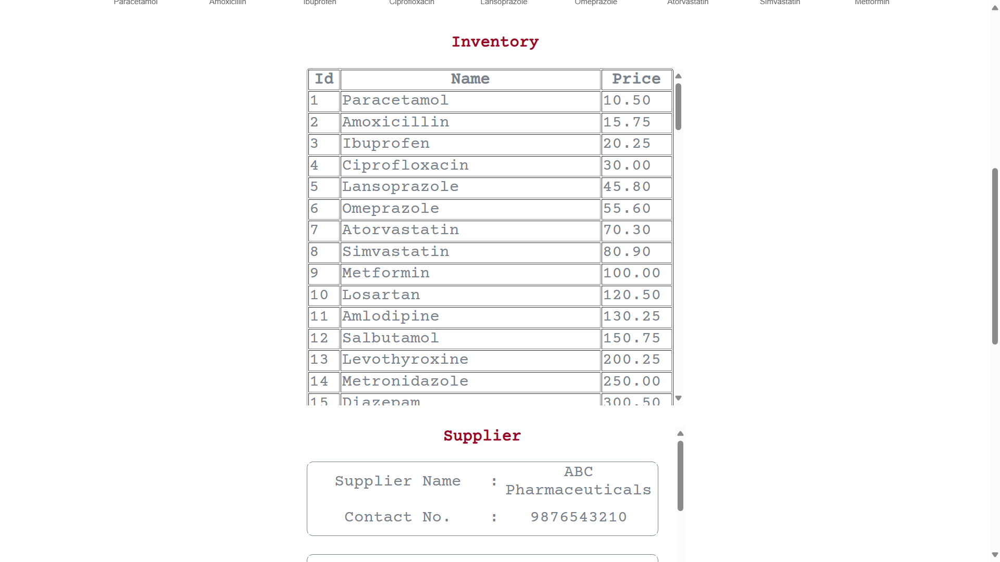 Paracetamol Amoxicillin Ibuprofen Ciprofloxacin Lansoprazole Omeprazole Atorvastatin Simvastatin Metformin
Inventory
Id Name Price
1 Paracetamol 10.50
2 Amoxicillin 15.75
3 Ibuprofen 20.25
4 Ciprofloxacin 30.00
5 Lansoprazole 45.80
6 Omeprazole 55.60
7 Atorvastatin 70.30
8 Simvastatin 80.90
9 Metformin 100.00
10 Losartan 120.50
11 Amlodipine 130.25
12 Salbutamol 150.75
13 Levothyroxine 200.25
14 Metronidazole 250.00
15 Diazepam 300.50
Supplier
Supplier Name : ABC
Pharmaceuticals
Contact No. : 9876543210